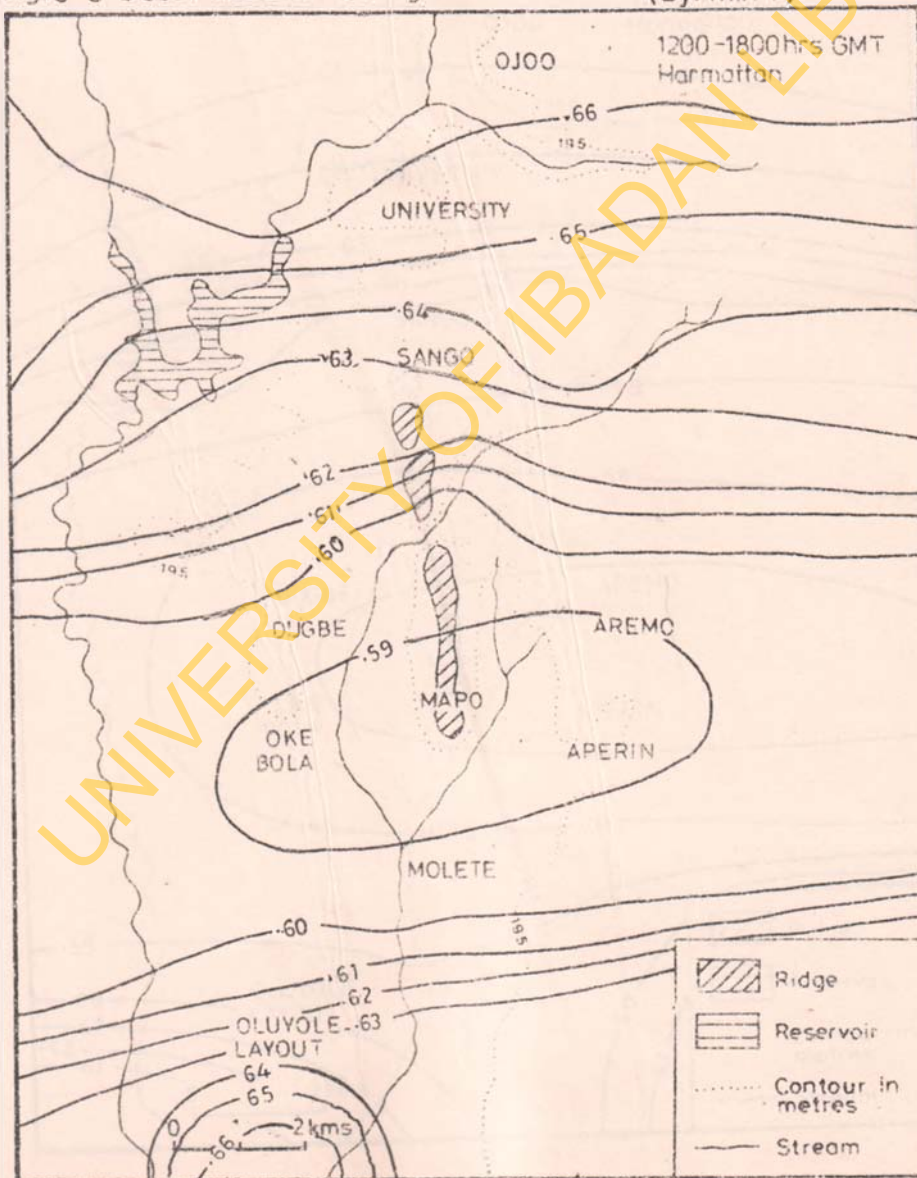 1200-1800hrs GMT
Harmattan
OJOO
.66
195
UNIVERSITY
.65
.64
.63
SANGO
.62
.61
.60
195
DUGBE
AREMO
.59
MAPO
OKE
BOLA
APERIN
MOLETE
.60
195
.61
.62
OLUYOLE
.63
LAYOUT
64
65
.66
0 2kms
Ridge
Reservoir
Contour in
metres
Stream
UNIVERSITY OF IBADAN LIB